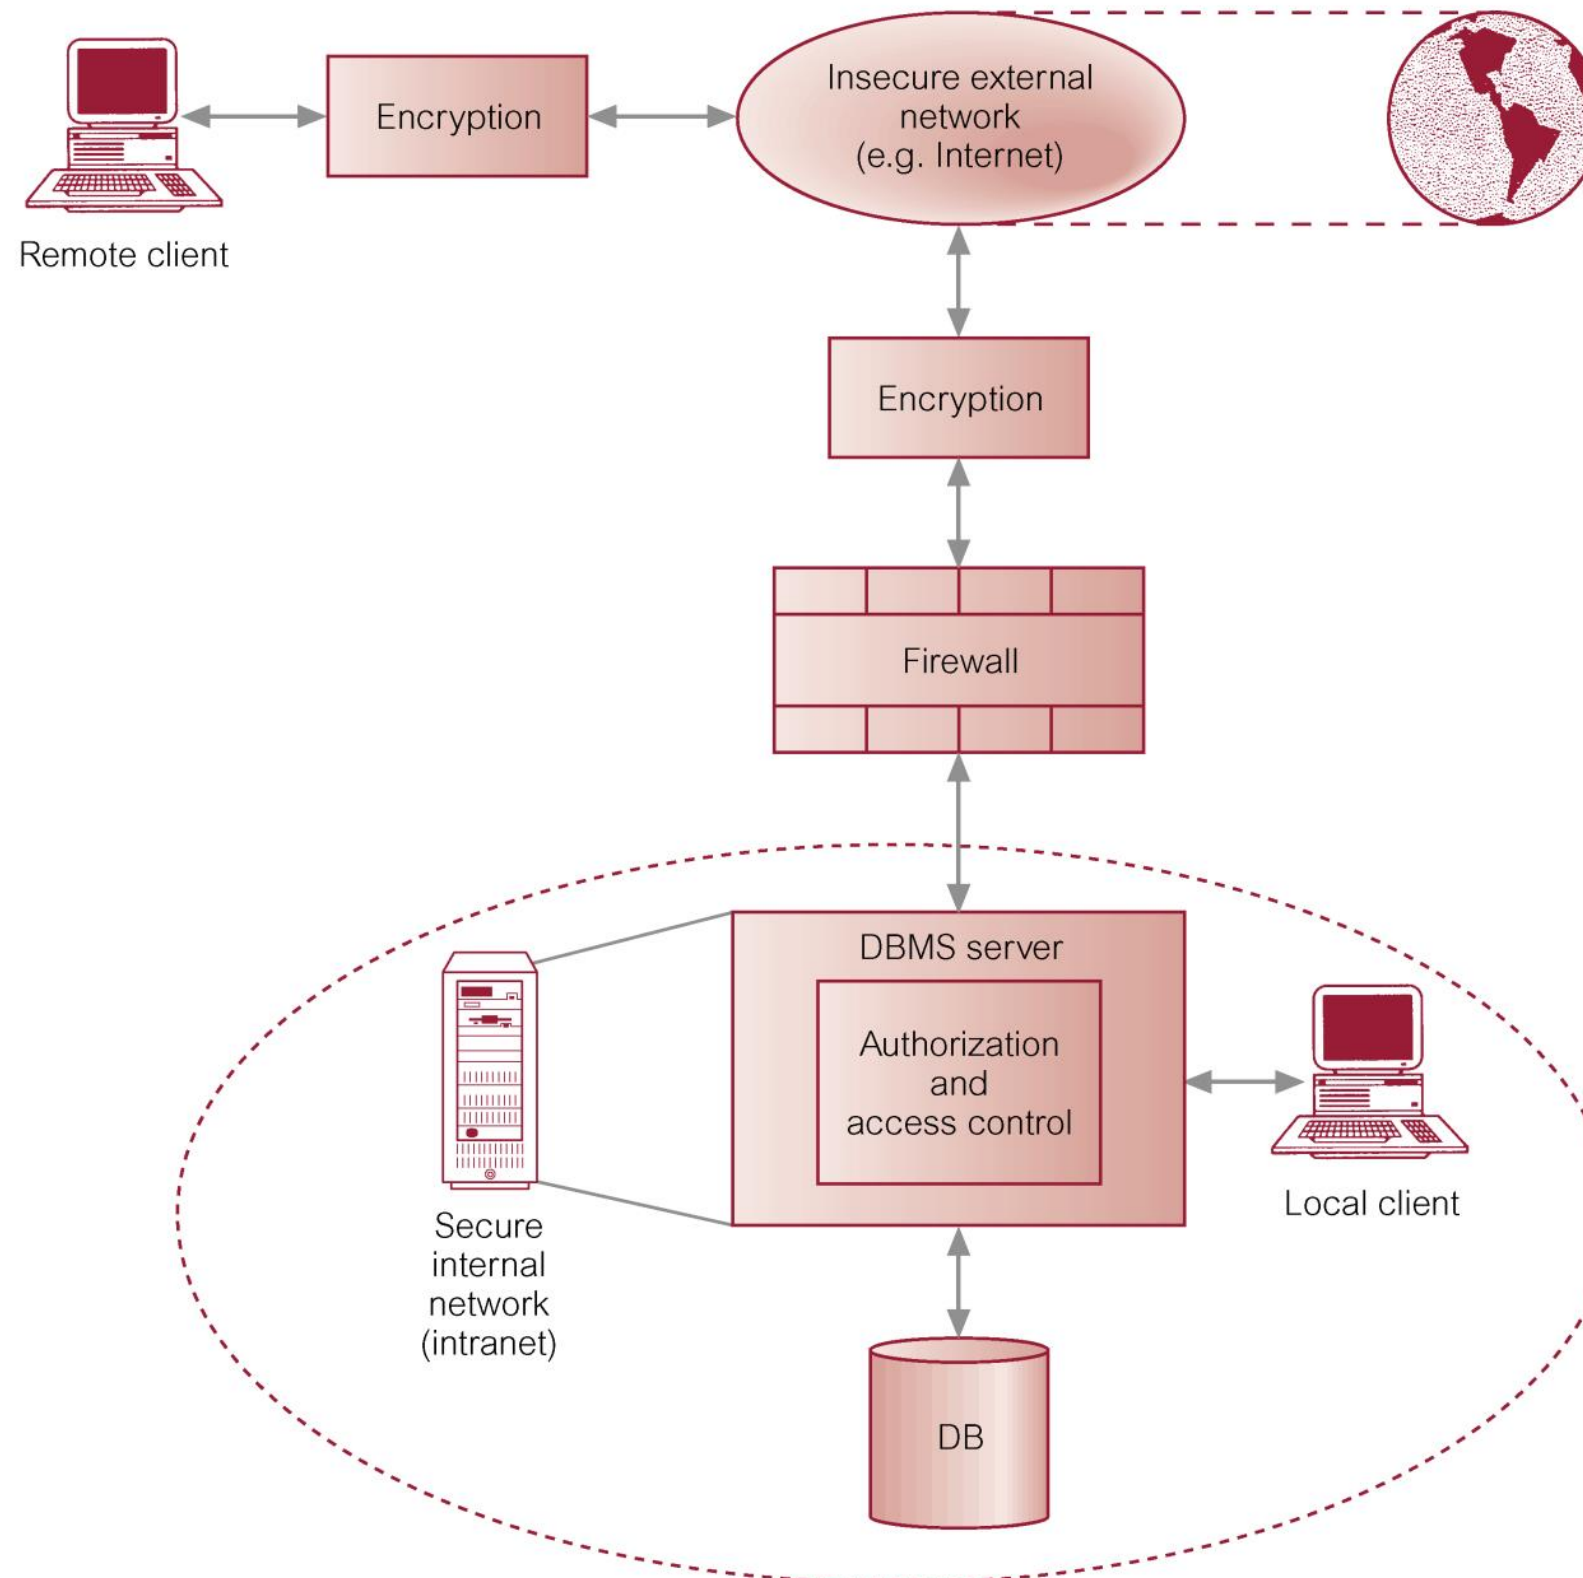 Insecure external
network
(e.g. Internet)
Encryption
Remote client
Encryption
Firewall
DBMS server
Authorization
and
access control
Local client
Secure
internal
network
(intranet)
DB